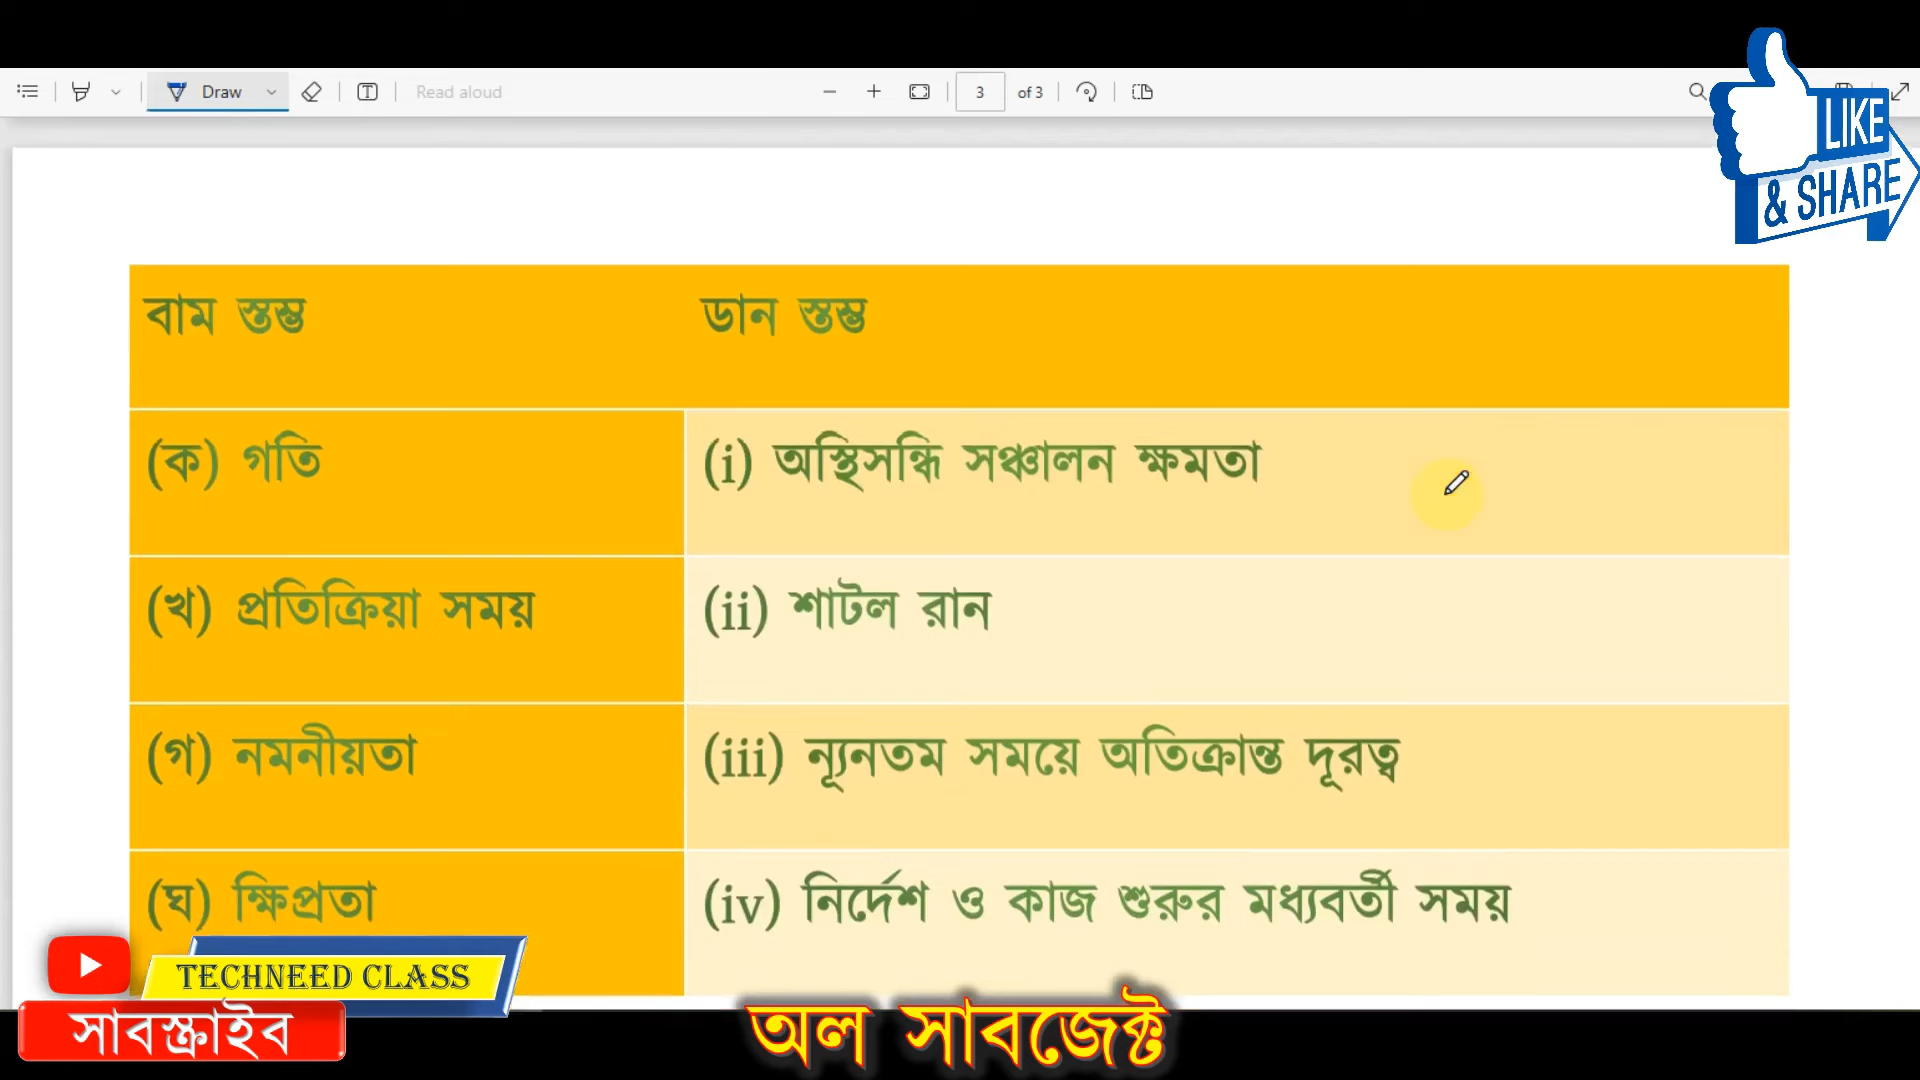 Draw
Read aloud
3 of 3
LIKE
& SHARE
বাম স্তম্ভ ডান স্তম্ভ
(ক) গতি (i) অস্থিসন্ধি সঞ্চালন ক্ষমতা
(খ) প্রতিক্রিয়া সময় (ii) শাটল রান
(গ) নমনীয়তা (iii) ন্যূনতম সময়ে অতিক্রান্ত দূরত্ব
(ঘ) ক্ষিপ্রতা (iv) নির্দেশ ও কাজ শুরুর মধ্যবর্তী সময়
TECHNEED CLASS
সাবস্ক্রাইব
অল সাবজেক্ট